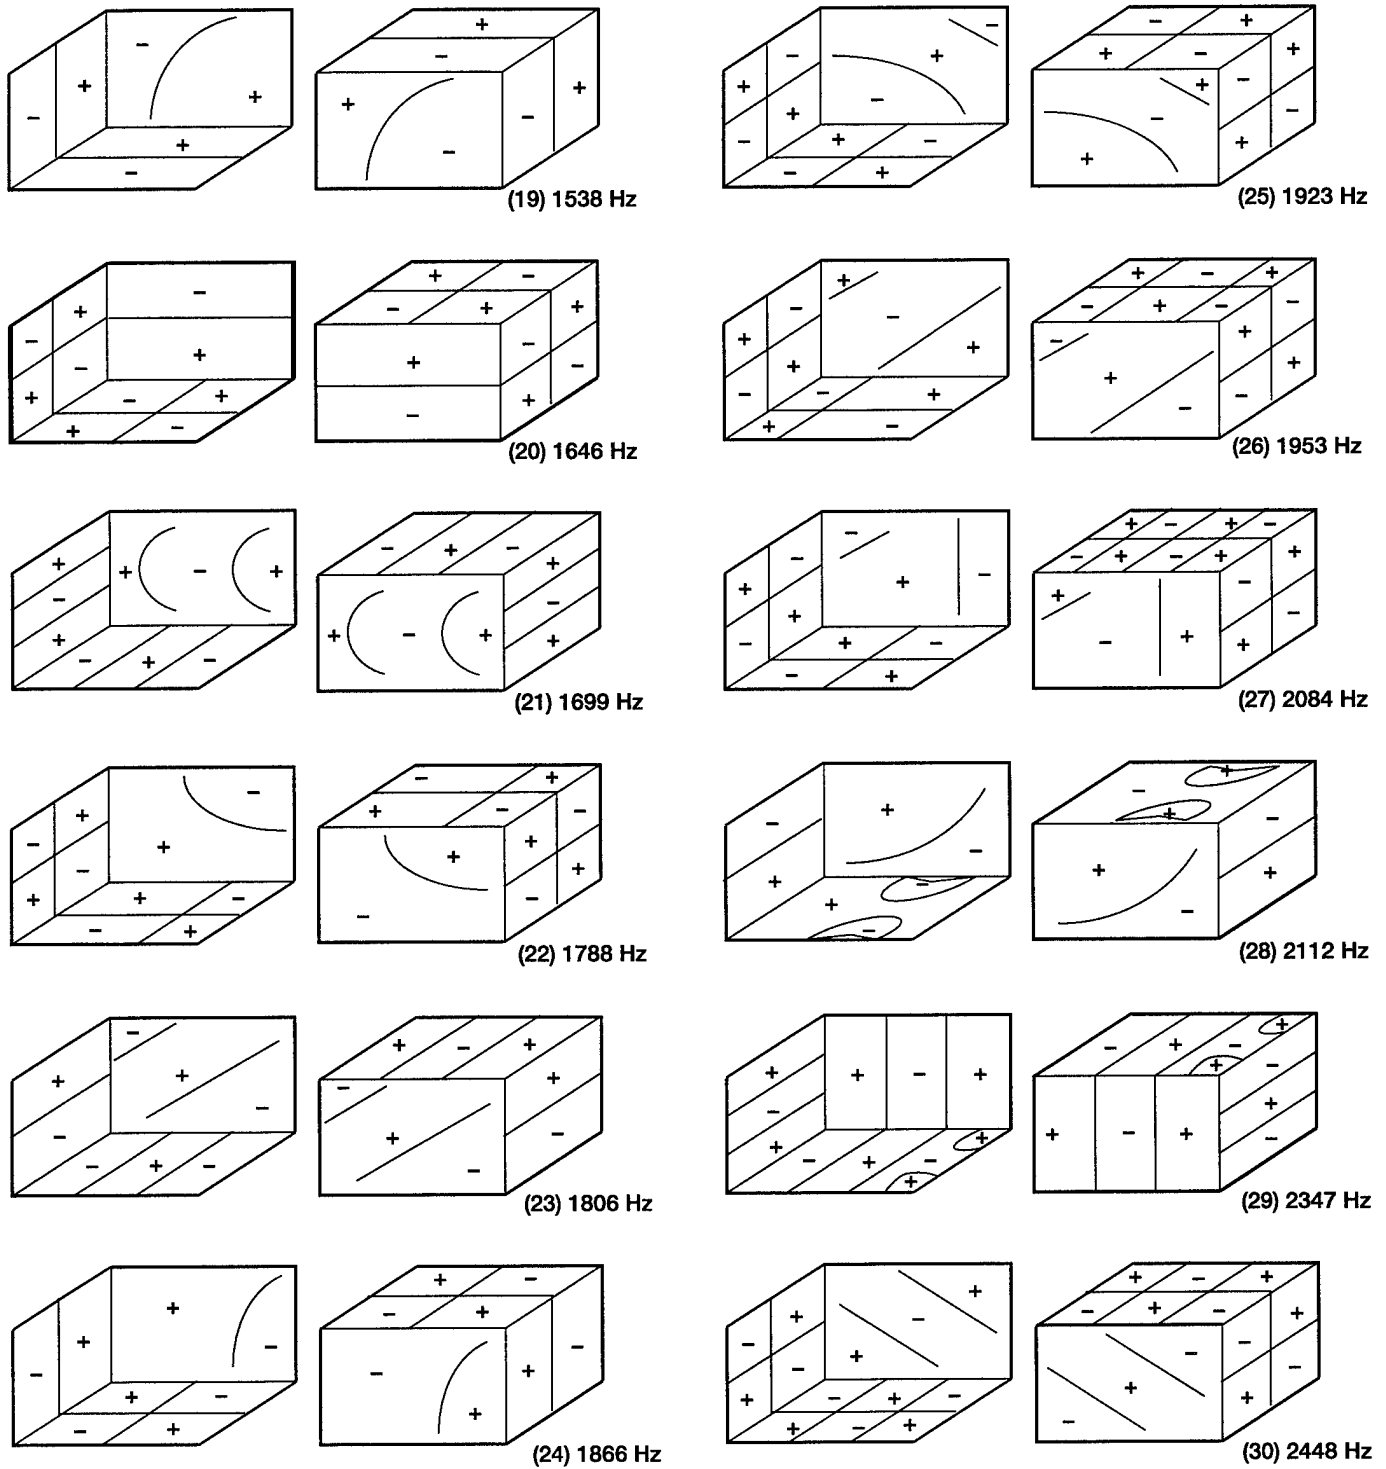 (19) 1538 Hz
(25) 1923 Hz
(20) 1646 Hz
(26) 1953 Hz
(21) 1699 Hz
(27) 2084 Hz
(22) 1788 Hz
(28) 2112 Hz
(23) 1806 Hz
(29) 2347 Hz
(24) 1866 Hz
(30) 2448 Hz